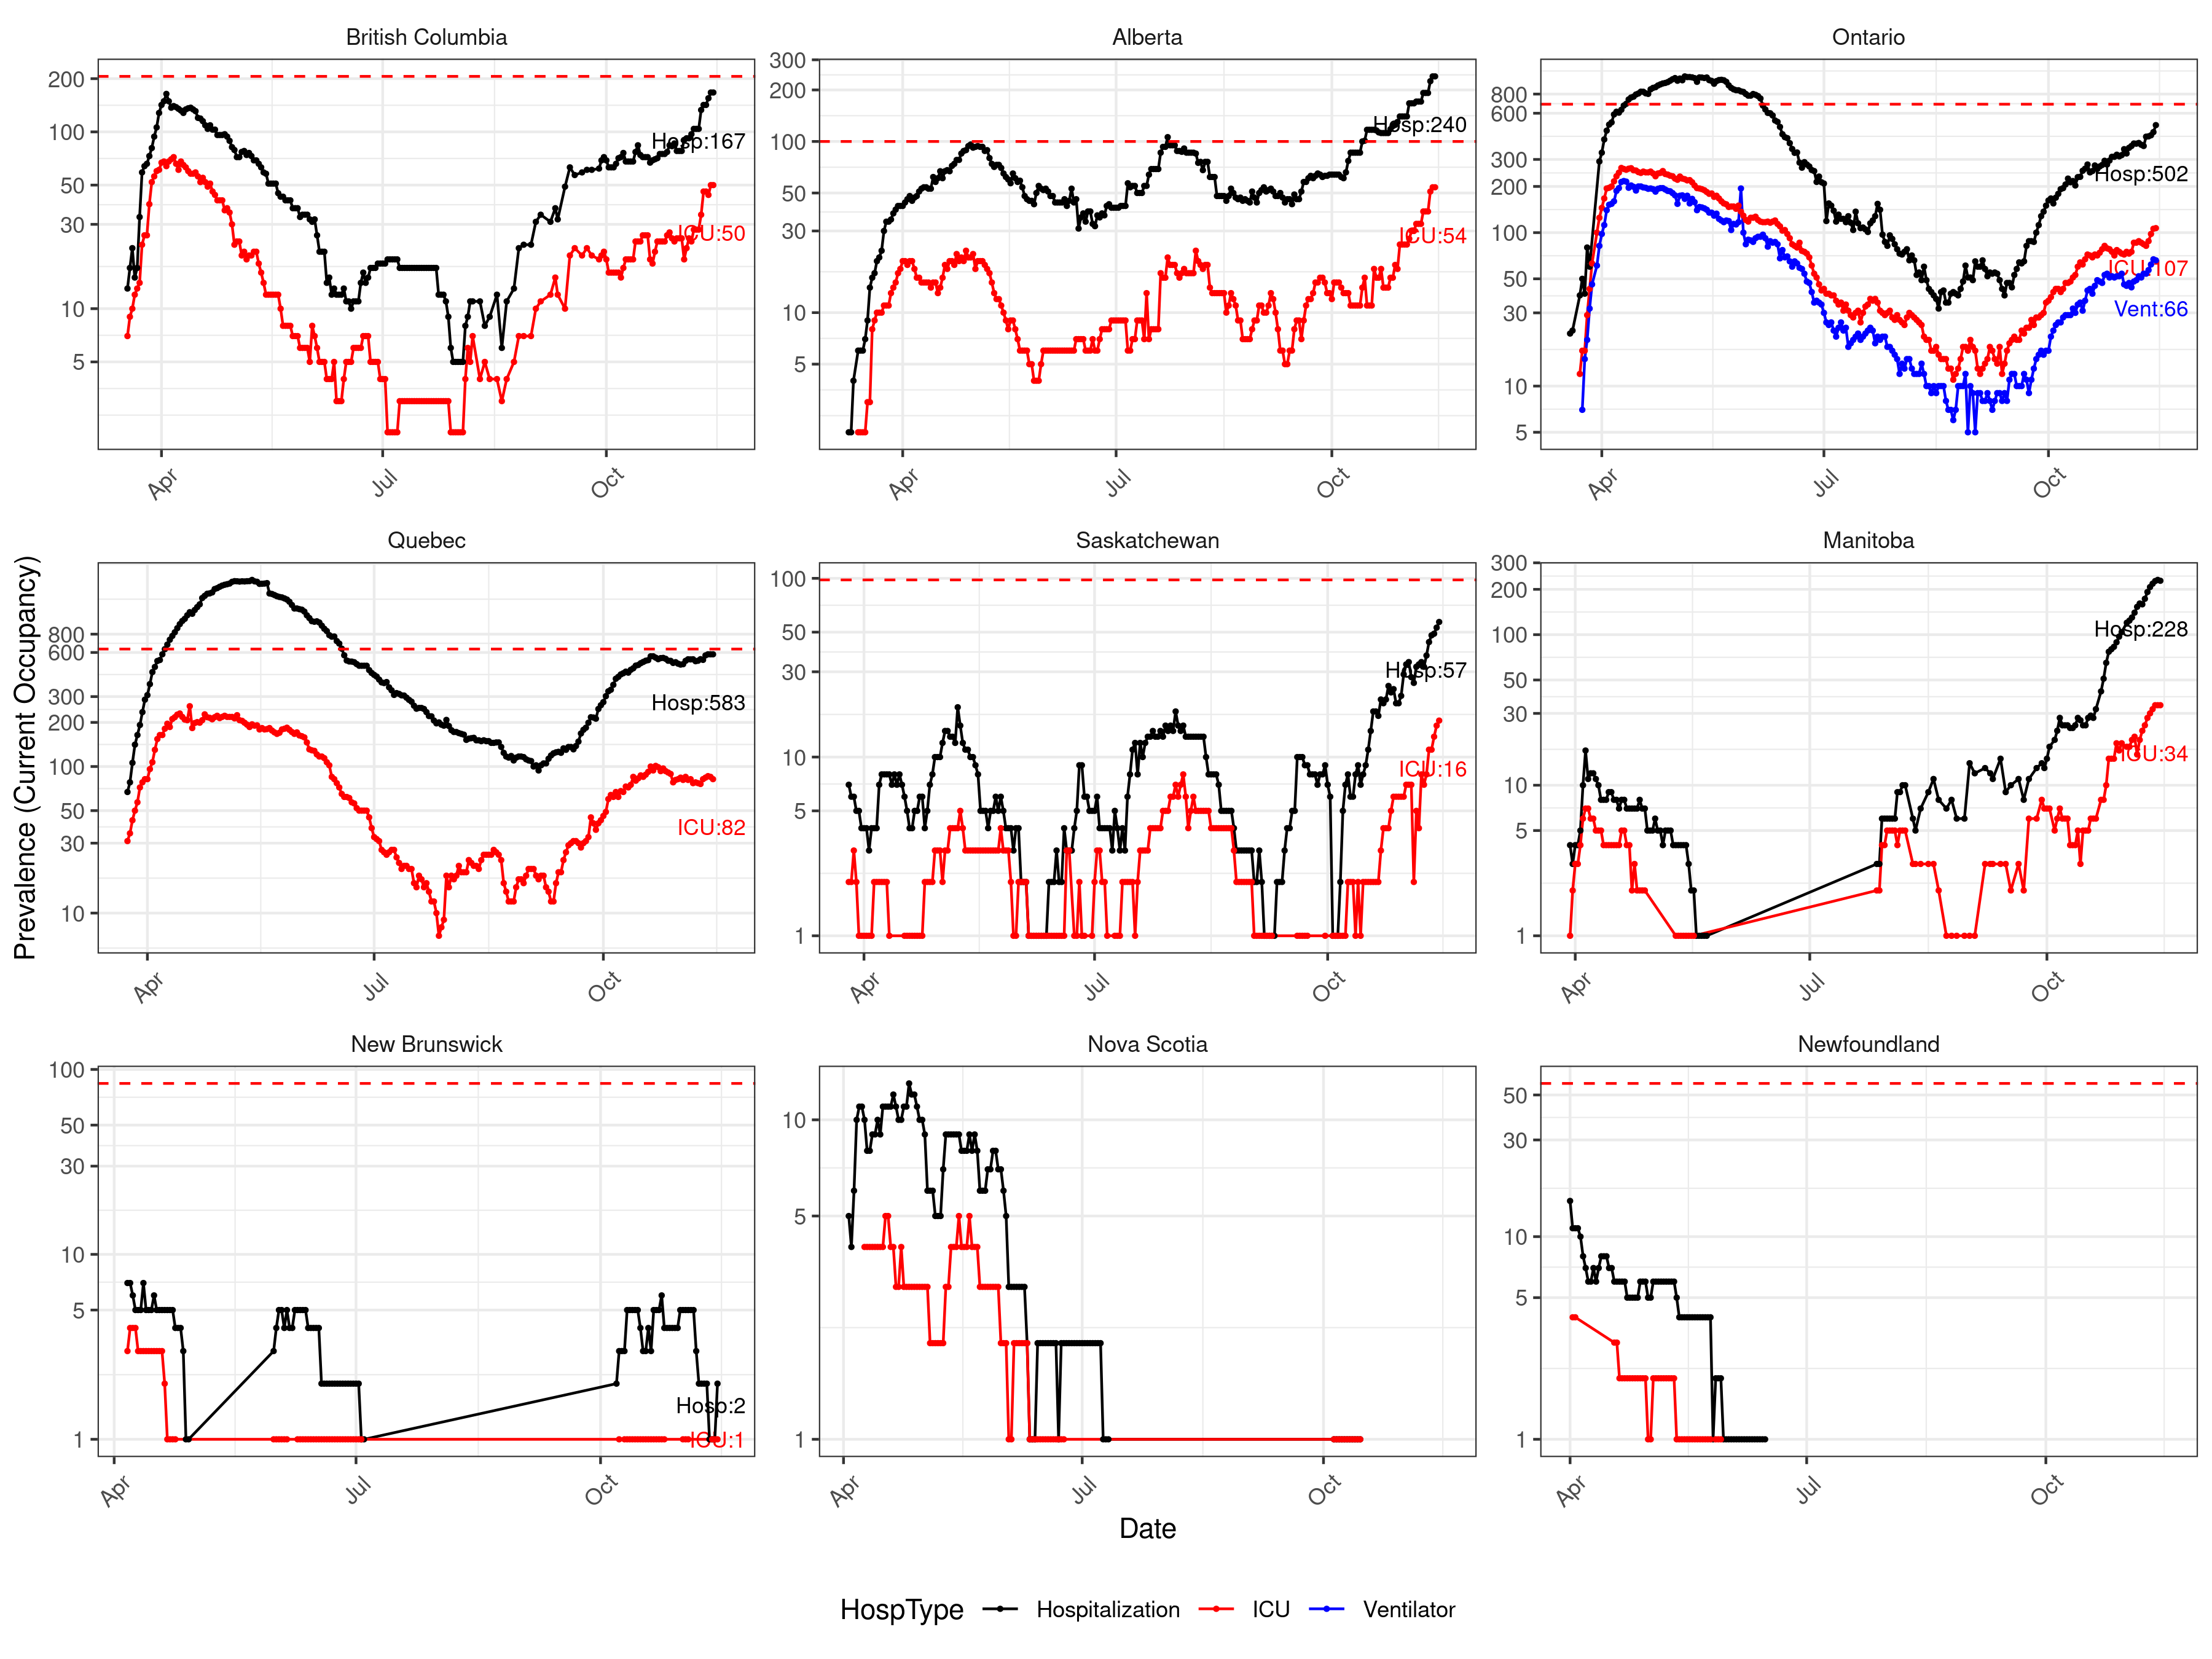 British Columbia
Alberta
Ontario
200
100
50
30
10
5
Hosp:167
ICU:50
Apr
Jul
Oct
300
200
100
50
30
10
5
Hosp:240
ICU:54
Apr
Jul
Oct
800
600
300
200
100
50
30
10
5
Hosp:502
ICU:107
Vent:66
Apr
Jul
Oct
Prevalence (Current Occupancy)
Quebec
Saskatchewan
Manitoba
800
600
300
200
100
50
30
10
Hosp:583
ICU:82
Apr
Jul
Oct
100
50
30
10
5
1
Hosp:57
ICU:16
Apr
Jul
Oct
300
200
100
50
30
10
5
1
Hosp:228
ICU:34
Apr
Jul
Oct
New Brunswick
Nova Scotia
Newfoundland
100
50
30
10
5
1
Hosp:2
ICU:1
Apr
Jul
Oct
10
5
1
Apr
Jul
Oct
50
30
10
5
1
Apr
Jul
Oct
Date
HospType Hospitalization ICU Ventilator